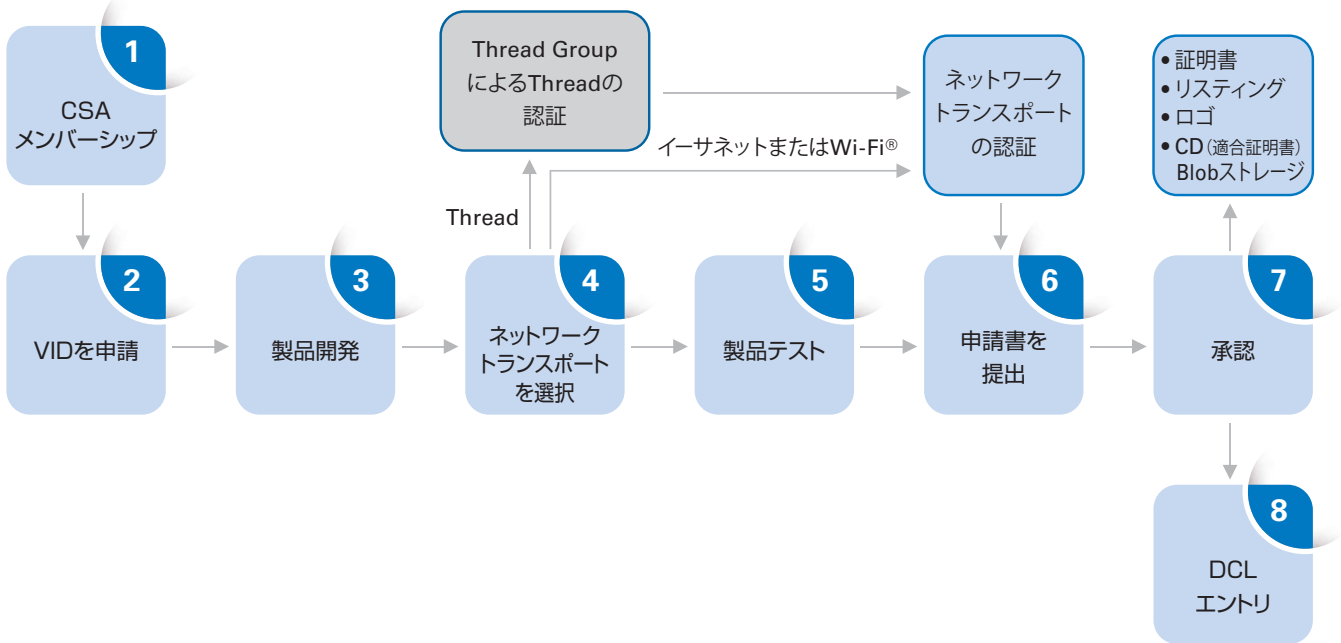 1
CSA
メンバーシップ
Thread Group
によるThreadの
認証
ネットワーク
トランスポート
の認証
• 証明書
• リスティング
• ロゴ
• CD（適合証明書）
Blobストレージ
イーサネットまたはWi-Fi®
Thread
2
VIDを申請
3
製品開発
4
ネットワーク
トランスポート
を選択
5
製品テスト
6
申請書を
提出
7
承認
8
DCL
エントリ